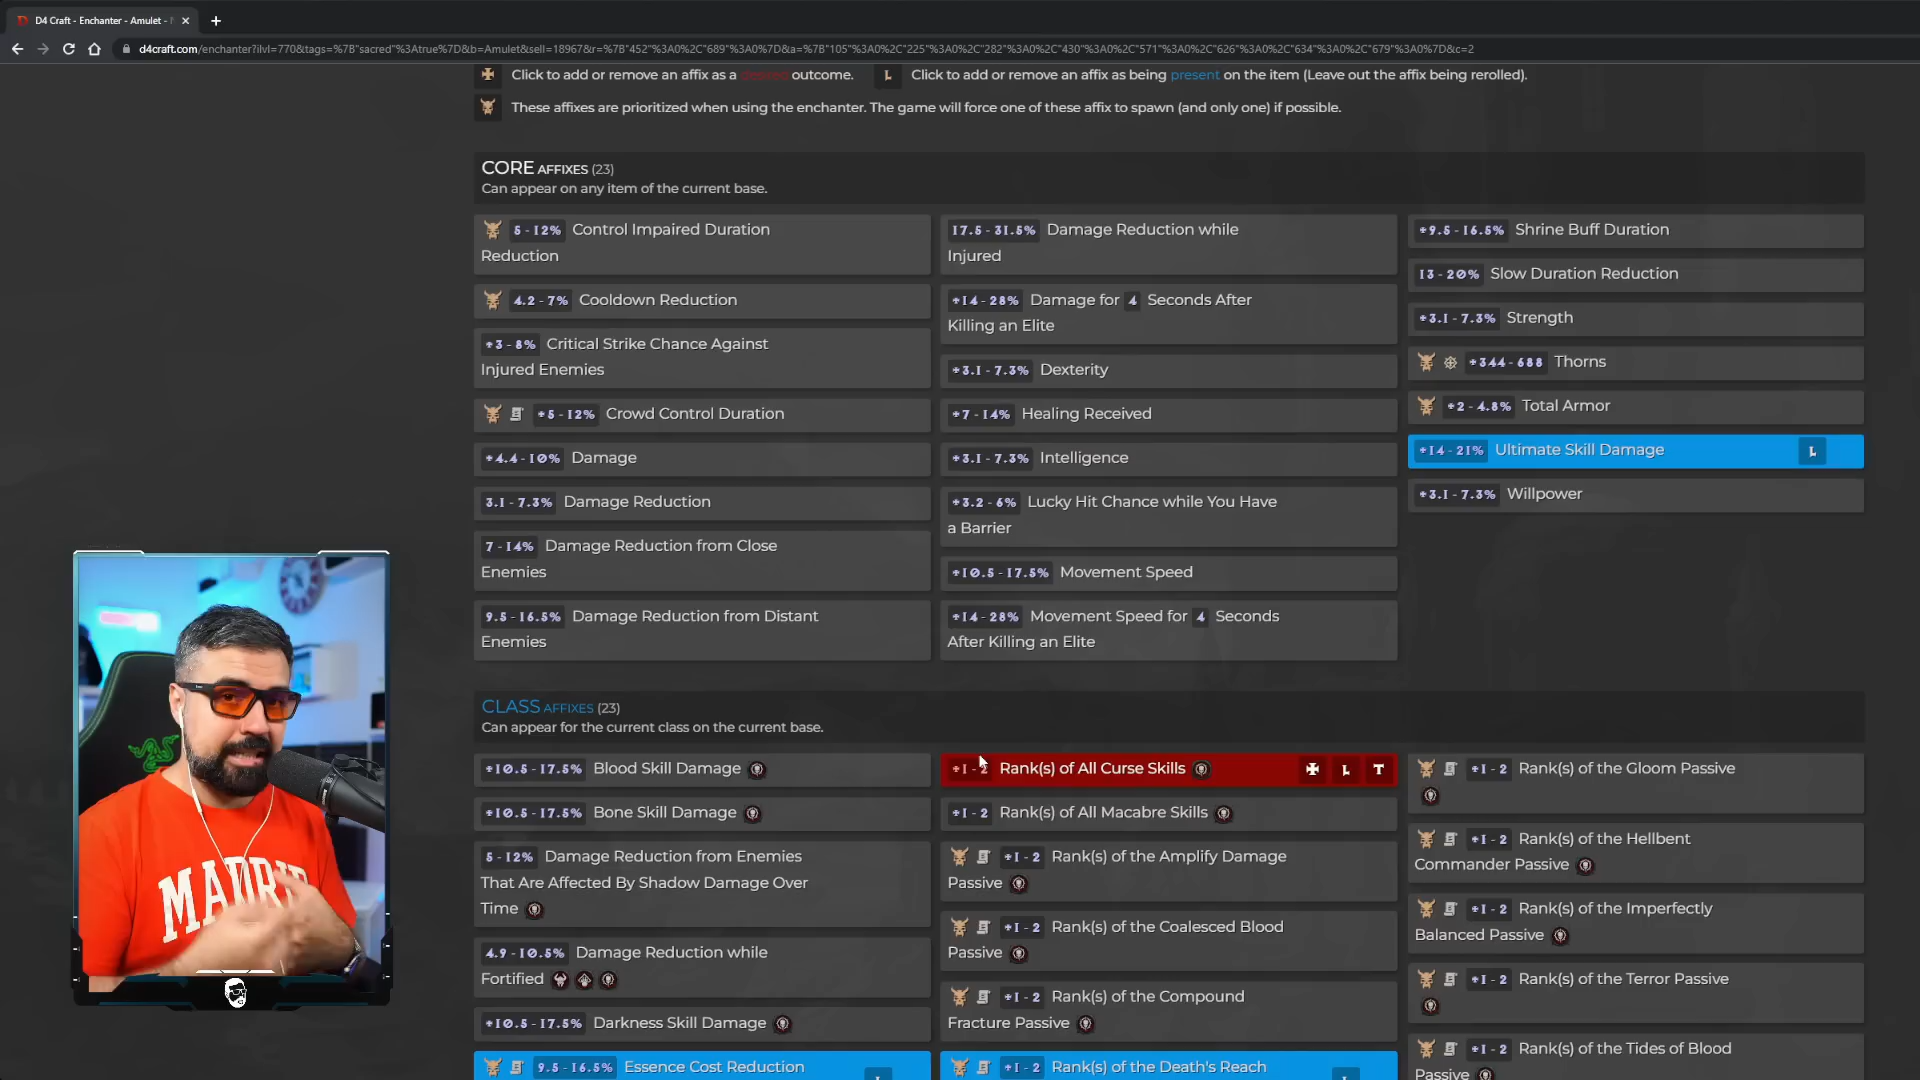 D4 Craft - Enchanter - Amulet -
d4craft.com/enchanter?ilvl=770&tags=%7B"sacred"%3Atrue%7D&b=Amulet&sell=18967&r=%7B"452"%3A0%2C"689"%3A0%7D&a=%7B"105"%3A0%2C"225"%3A0%2C"282"%3A0%2C"430"%3A0%2C"571"%3A0%2C"626"%3A0%2C"634"%3A0%2C"679"%3A0%7D&c=2
Click to add or remove an affix as a desired outcome.
L Click to add or remove an affix as being present on the item (Leave out the affix being rerolled).
These affixes are prioritized when using the enchanter. The game will force one of these affix to spawn (and only one) if possible.
CORE AFFIXES (23)
Can appear on any item of the current base.
5 - 12% Control Impaired Duration
Reduction
4.2 - 7% Cooldown Reduction
+3 - 8% Critical Strike Chance Against
Injured Enemies
+5 - 12% Crowd Control Duration
+4.4 - 10% Damage
3.1 - 7.3% Damage Reduction
7 - 14% Damage Reduction from Close
Enemies
9.5 - 16.5% Damage Reduction from Distant
Enemies
17.5 - 31.5% Damage Reduction while
Injured
+14 - 28% Damage for 4 Seconds After
Killing an Elite
+3.1 - 7.3% Dexterity
+7 - 14% Healing Received
+3.1 - 7.3% Intelligence
+3.2 - 6% Lucky Hit Chance while You Have
a Barrier
+10.5 - 17.5% Movement Speed
+14 - 28% Movement Speed for 4 Seconds
After Killing an Elite
+9.5 - 16.5% Shrine Buff Duration
13 - 20% Slow Duration Reduction
+3.1 - 7.3% Strength
+344 - 688 Thorns
+2 - 4.8% Total Armor
+14 - 21% Ultimate Skill Damage L
+3.1 - 7.3% Willpower
CLASS AFFIXES (23)
Can appear for the current class on the current base.
+10.5 - 17.5% Blood Skill Damage
+10.5 - 17.5% Bone Skill Damage
5 - 12% Damage Reduction from Enemies
That Are Affected By Shadow Damage Over
Time
4.9 - 10.5% Damage Reduction while
Fortified
+10.5 - 17.5% Darkness Skill Damage
9.5 - 16.5% Essence Cost Reduction
+1 - 2 Rank(s) of All Curse Skills L T
+1 - 2 Rank(s) of All Macabre Skills
+1 - 2 Rank(s) of the Amplify Damage
Passive
+1 - 2 Rank(s) of the Coalesced Blood
Passive
+1 - 2 Rank(s) of the Compound
Fracture Passive
+1 - 2 Rank(s) of the Death's Reach
+1 - 2 Rank(s) of the Gloom Passive
+1 - 2 Rank(s) of the Hellbent
Commander Passive
+1 - 2 Rank(s) of the Imperfectly
Balanced Passive
+1 - 2 Rank(s) of the Terror Passive
+1 - 2 Rank(s) of the Tides of Blood
Passive
MADRI